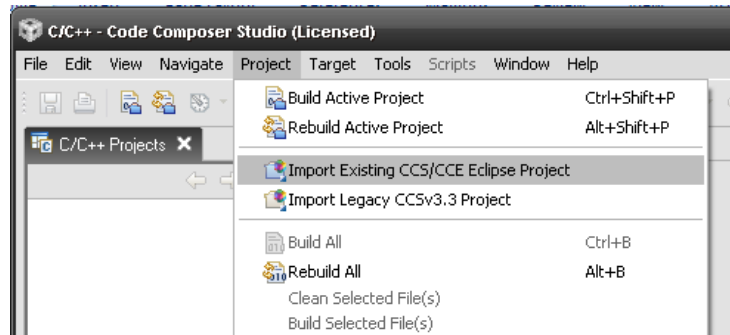 C/C++ - Code Composer Studio (Licensed)
File Edit View Navigate Project Target Tools Scripts Window Help
Build Active Project Ctrl+Shift+P
Rebuild Active Project Alt+Shift+P
C/C++ Projects
Import Existing CCS/CCE Eclipse Project
Import Legacy CCSv3.3 Project
Build All Ctrl+B
Rebuild All Alt+B
Clean Selected File(s)
Build Selected File(s)